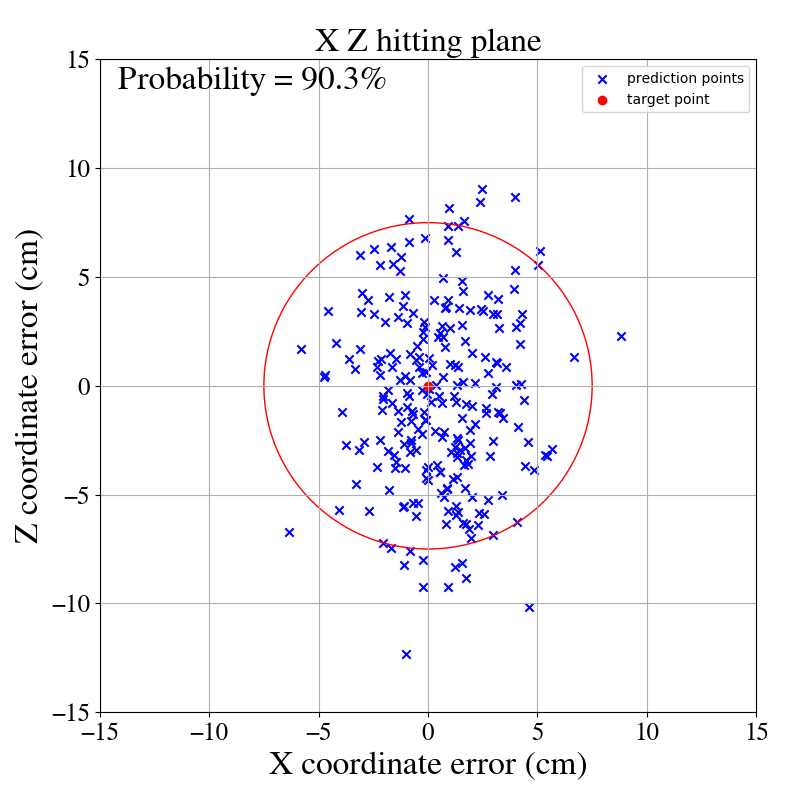 X Z hitting plane
Probability = 90.3%
prediction points
target point
15
10
5
0
−5
−10
−15
Z coordinate error (cm)
−15 −10 −5 0 5 10 15
X coordinate error (cm)